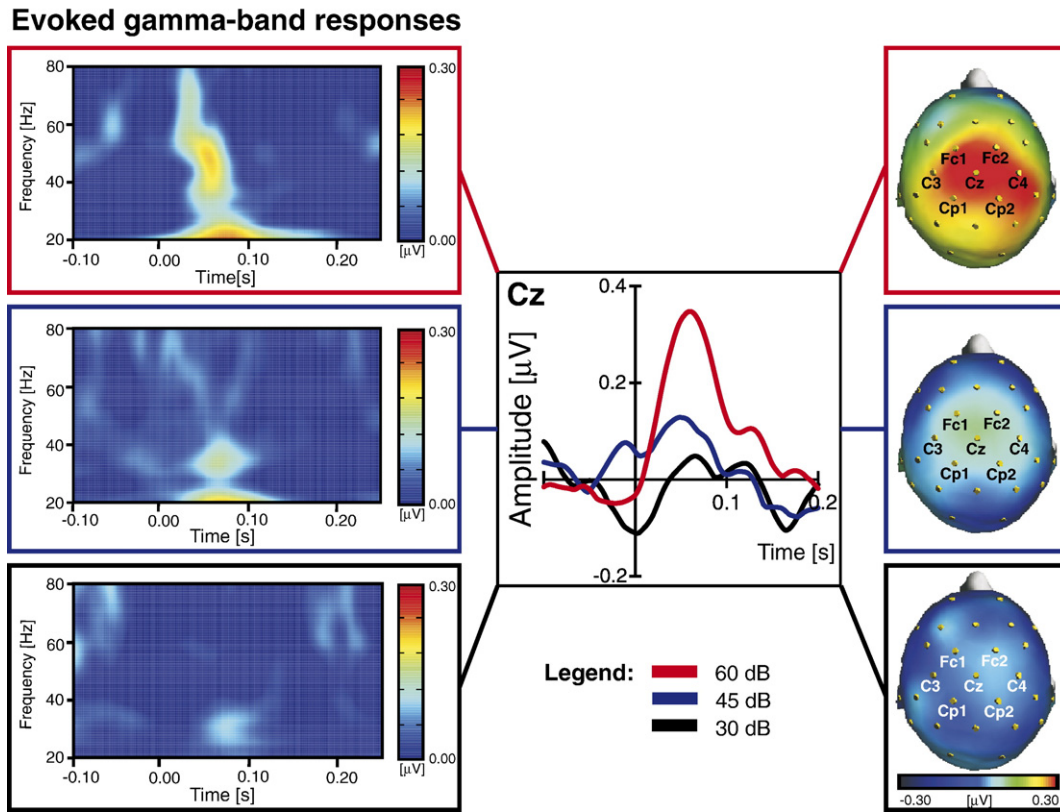 Evoked gamma-band responses
80
60
40
20
Frequency [Hz]
-0.10 0.00 0.10 0.20
Time[s]
0.30
0.00
[µV]
Fc1 Fc2
C3 Cz C4
Cp1 Cp2
80
60
40
20
Frequency [Hz]
-0.10 0.00 0.10 0.20
Time [s]
0.30
0.00
[µV]
Cz
Amplitude [µV]
0.4
0.2
-0.2
0.1 0.2
Time [s]
Fc1 Fc2
C3 Cz C4
Cp1 Cp2
80
60
40
20
Frequency [Hz]
-0.10 0.00 0.10 0.20
Time [s]
0.30
0.00
[µV]
Legend: 60 dB
45 dB
30 dB
Fc1 Fc2
C3 Cz C4
Cp1 Cp2
-0.30 [µV] 0.30